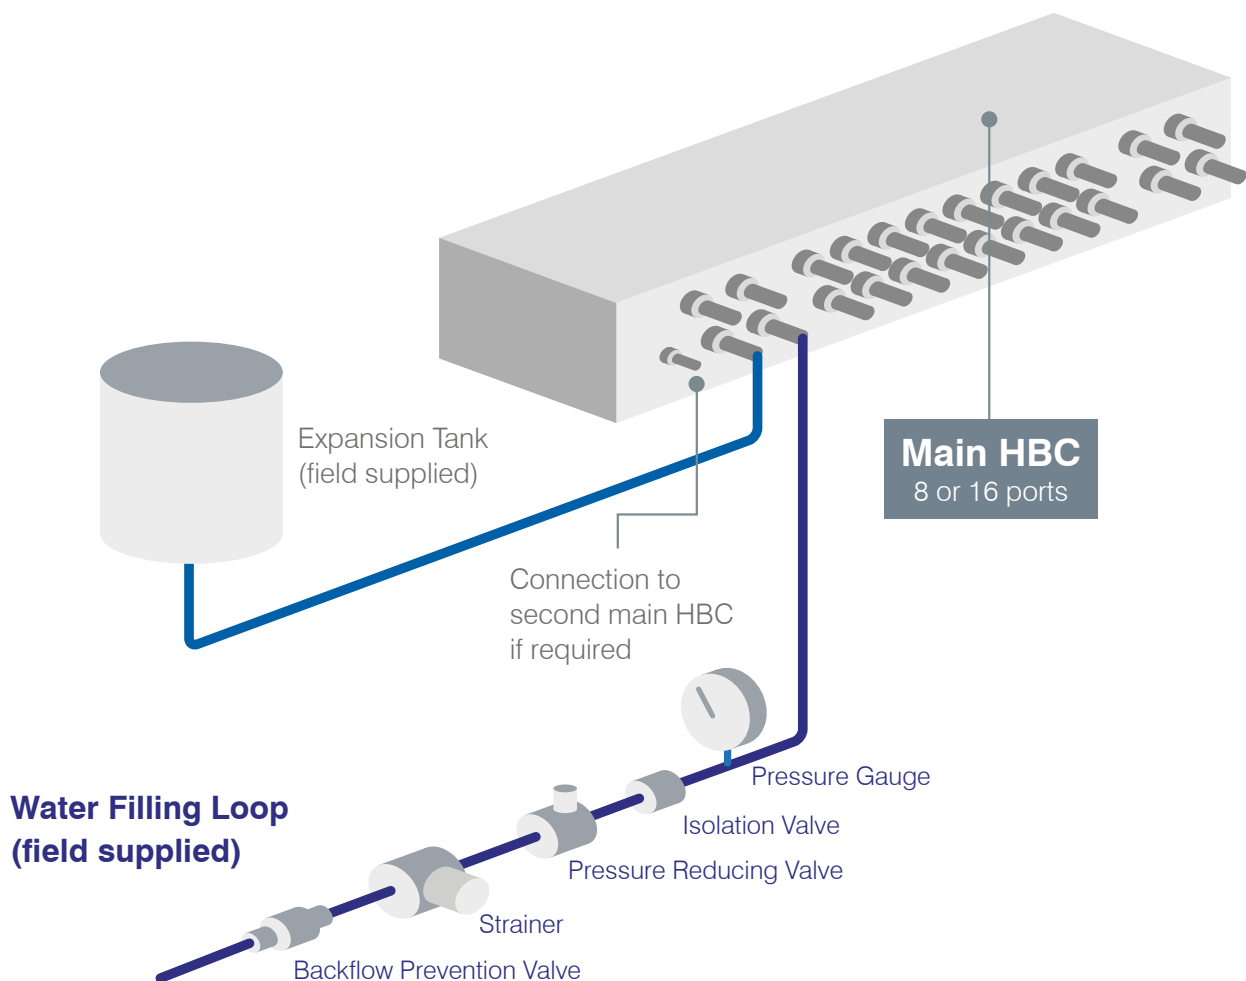 Main HBC
8 or 16 ports
Expansion Tank
(field supplied)
Connection to
second main HBC
if required
Water Filling Loop
(field supplied)
Pressure Gauge
Isolation Valve
Pressure Reducing Valve
Strainer
Backflow Prevention Valve